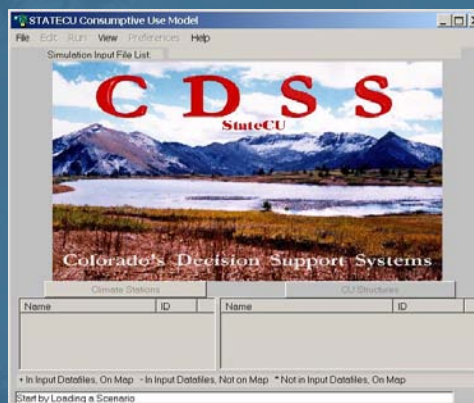 STATECU Consumptive Use Model
File Edit Run View Preferences Help
Simulation Input File List
C D S S
StateCU
Colorado's Decision Support Systems
Climate Stations CU Structures
Name ID Name ID
+ In Input Datafiles, On Map - In Input Datafiles, Not on Map * Not in Input Datafiles, On Map
Start by Loading a Scenario